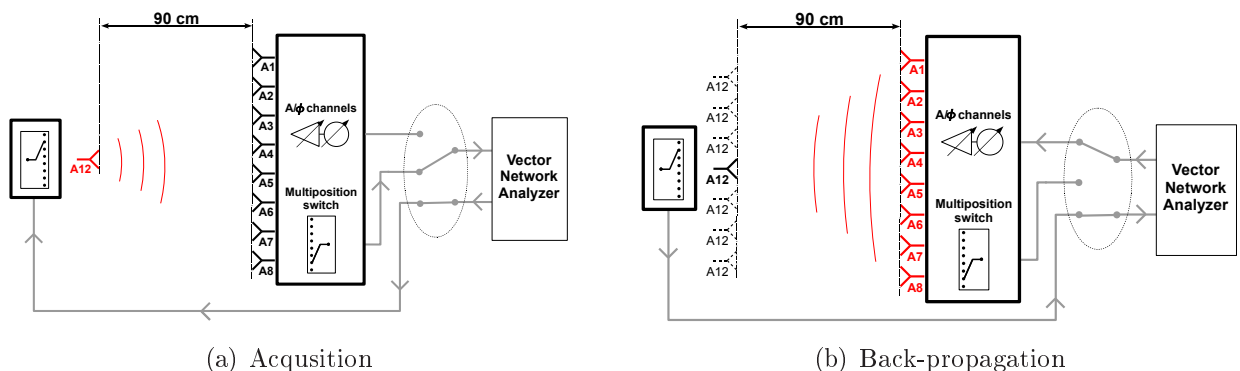 90 cm
A12
A1
A2
A3
A4
A5
A6
A7
A8
A/ϕ channels
Multiposition
switch
Vector
Network
Analyzer
(a) Acqusition
90 cm
A12
A12
A12
A12
A12
A12
A12
A1
A2
A3
A4
A5
A6
A7
A8
A/ϕ channels
Multiposition
switch
Vector
Network
Analyzer
(b) Back-propagation